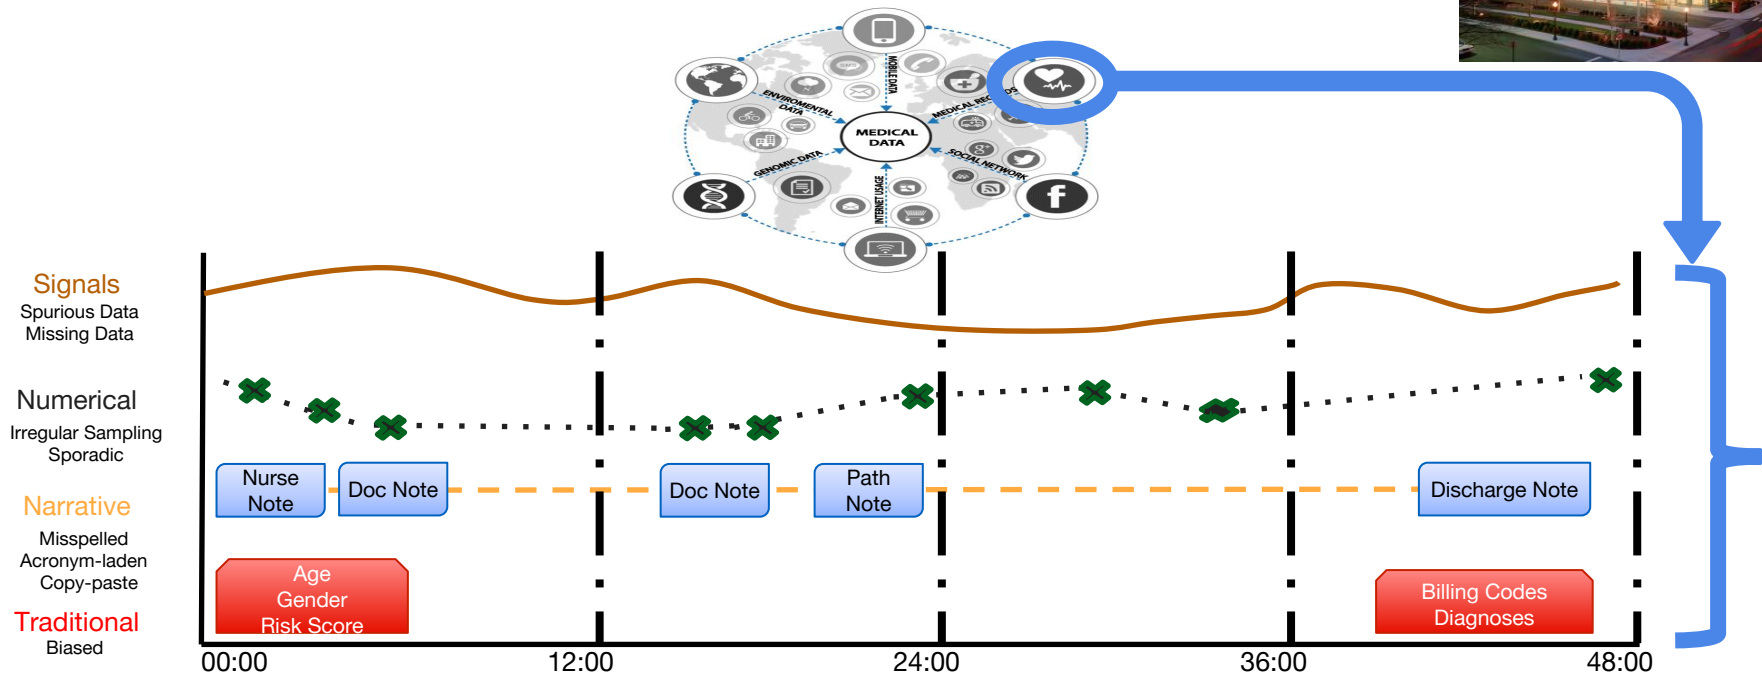 MOBILE DATA
ENVIROMENTAL
DATA
MEDICAL RECORDS
MEDICAL
DATA
GENOMIC DATA
SOCIAL NETWORK
INTERNET USAGE
g+
f
Signals
Spurious Data
Missing Data
Numerical
Irregular Sampling
Sporadic
Nurse
Note
Doc Note
Doc Note
Path
Note
Discharge Note
Narrative
Misspelled
Acronym-laden
Copy-paste
Age
Gender
Risk Score
Billing Codes
Diagnoses
Traditional
Biased
00:00
12:00
24:00
36:00
48:00